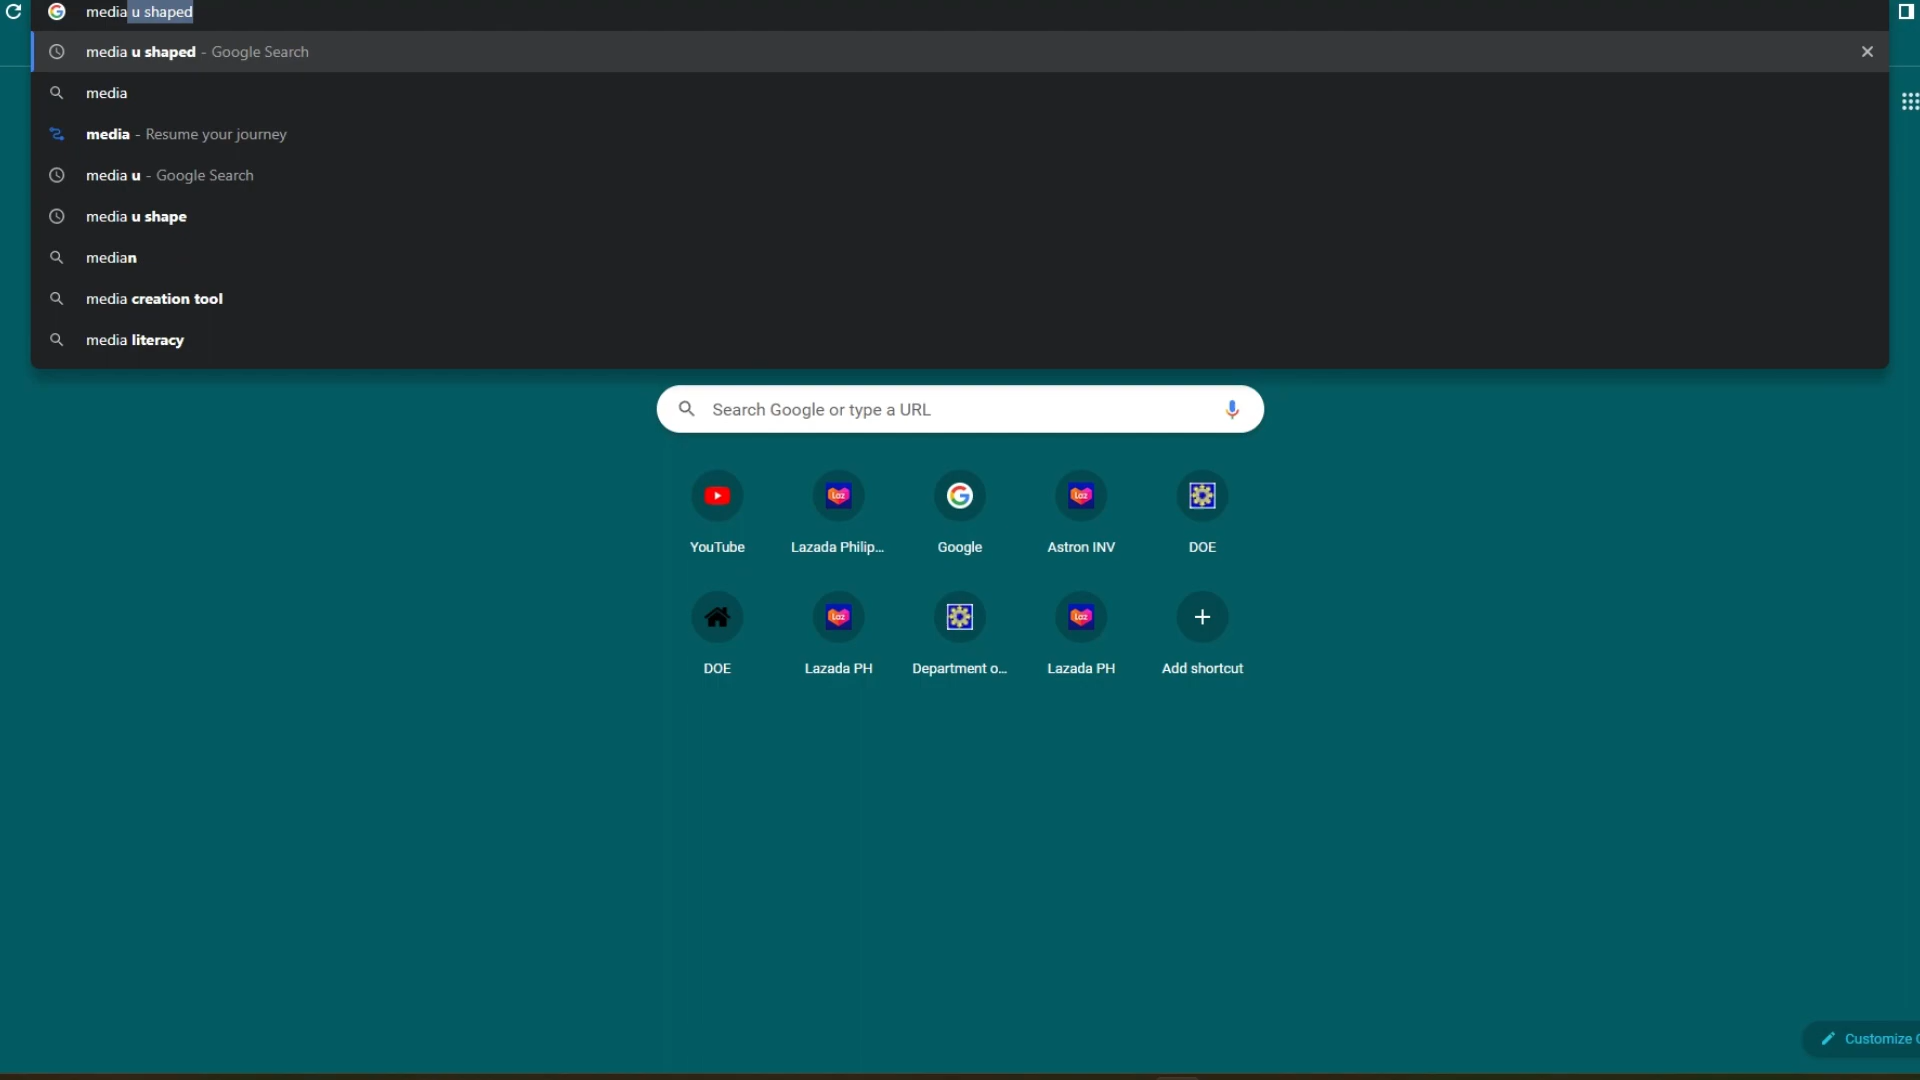 media u shaped
media u shaped - Google Search
media
media - Resume your journey
media u - Google Search
media u shape
median
media creation tool
media literacy
Search Google or type a URL
YouTube
Lazada Philip...
Google
Astron INV
DOE
DOE
Lazada PH
Department o...
Lazada PH
Add shortcut
Customize